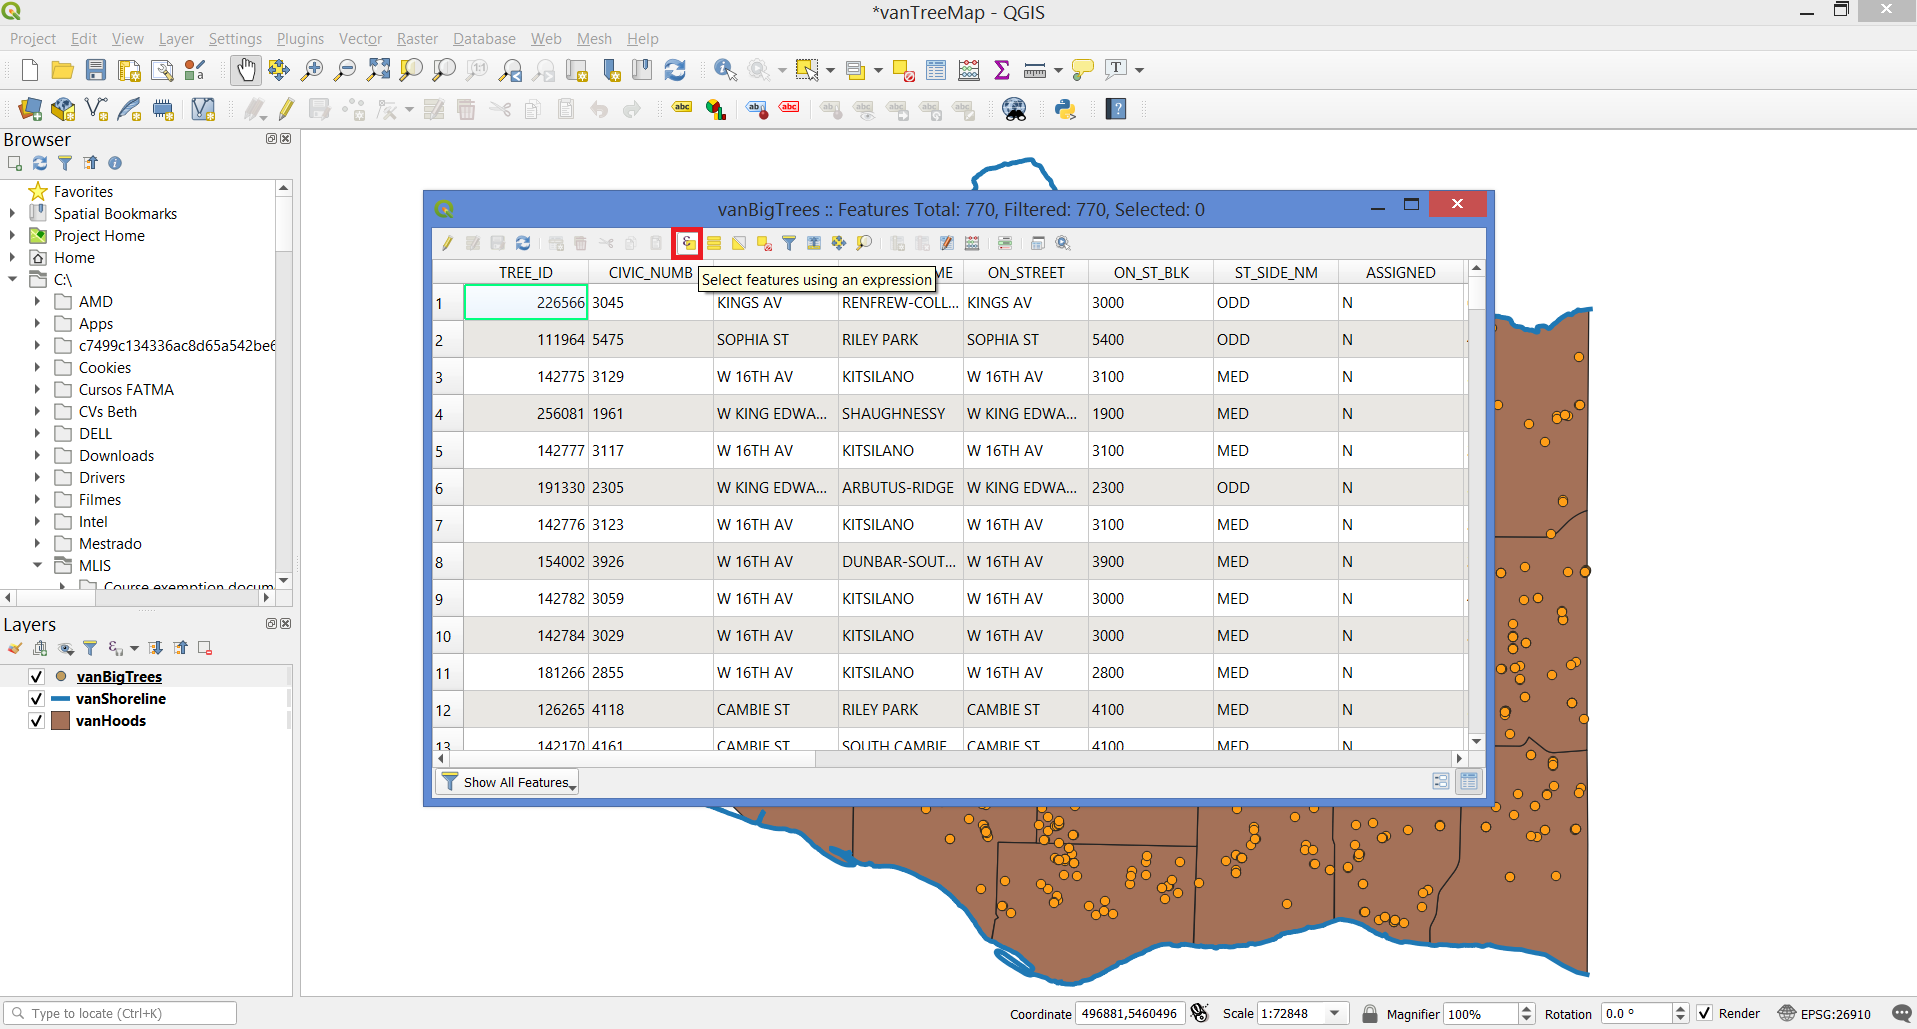 *vanTreeMap - QGIS
Project Edit View Layer Settings Plugins Vector Raster Database Web Mesh Help
Browser
Favorites
Spatial Bookmarks
Project Home
Home
C:\
AMD
Apps
c7499c134336ac8d65a542be6
Cookies
Cursos FATMA
CVs Beth
DELL
Downloads
Drivers
Filmes
Intel
Mestrado
MLIS
Course exemption docum
Layers
vanBigTrees
vanShoreline
vanHoods
vanBigTrees :: Features Total: 770, Filtered: 770, Selected: 0
Select features using an expression
TREE_ID CIVIC_NUMB ME ON_STREET ON_ST_BLK ST_SIDE_NM ASSIGNED
1 226566 3045 KINGS AV RENFREW-COLL... KINGS AV 3000 ODD N
2 111964 5475 SOPHIA ST RILEY PARK SOPHIA ST 5400 ODD N
3 142775 3129 W 16TH AV KITSILANO W 16TH AV 3100 MED N
4 256081 1961 W KING EDWA... SHAUGHNESSY W KING EDWA... 1900 MED N
5 142777 3117 W 16TH AV KITSILANO W 16TH AV 3100 MED N
6 191330 2305 W KING EDWA... ARBUTUS-RIDGE W KING EDWA... 2300 ODD N
7 142776 3123 W 16TH AV KITSILANO W 16TH AV 3100 MED N
8 154002 3926 W 16TH AV DUNBAR-SOUT... W 16TH AV 3900 MED N
9 142782 3059 W 16TH AV KITSILANO W 16TH AV 3000 MED N
10 142784 3029 W 16TH AV KITSILANO W 16TH AV 3000 MED N
11 181266 2855 W 16TH AV KITSILANO W 16TH AV 2800 MED N
12 126265 4118 CAMBIE ST RILEY PARK CAMBIE ST 4100 MED N
13 142170 4161 CAMBIE ST SOUTH CAMBIE CAMBIE ST 4100 MED N
Show All Features
Type to locate (Ctrl+K)
Coordinate 496881,5460496 Scale 1:72848 Magnifier 100% Rotation 0.0 ° Render EPSG:26910